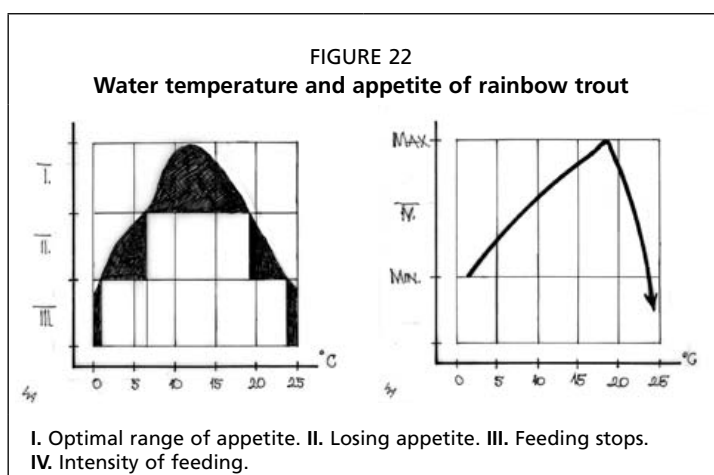 FIGURE 22
Water temperature and appetite of rainbow trout
I.
II.
III.
°C
0 5 10 15 20 25
MAX.
IV.
MIN.
°C
0 5 10 15 20 25
I. Optimal range of appetite. II. Losing appetite. III. Feeding stops.
IV. Intensity of feeding.